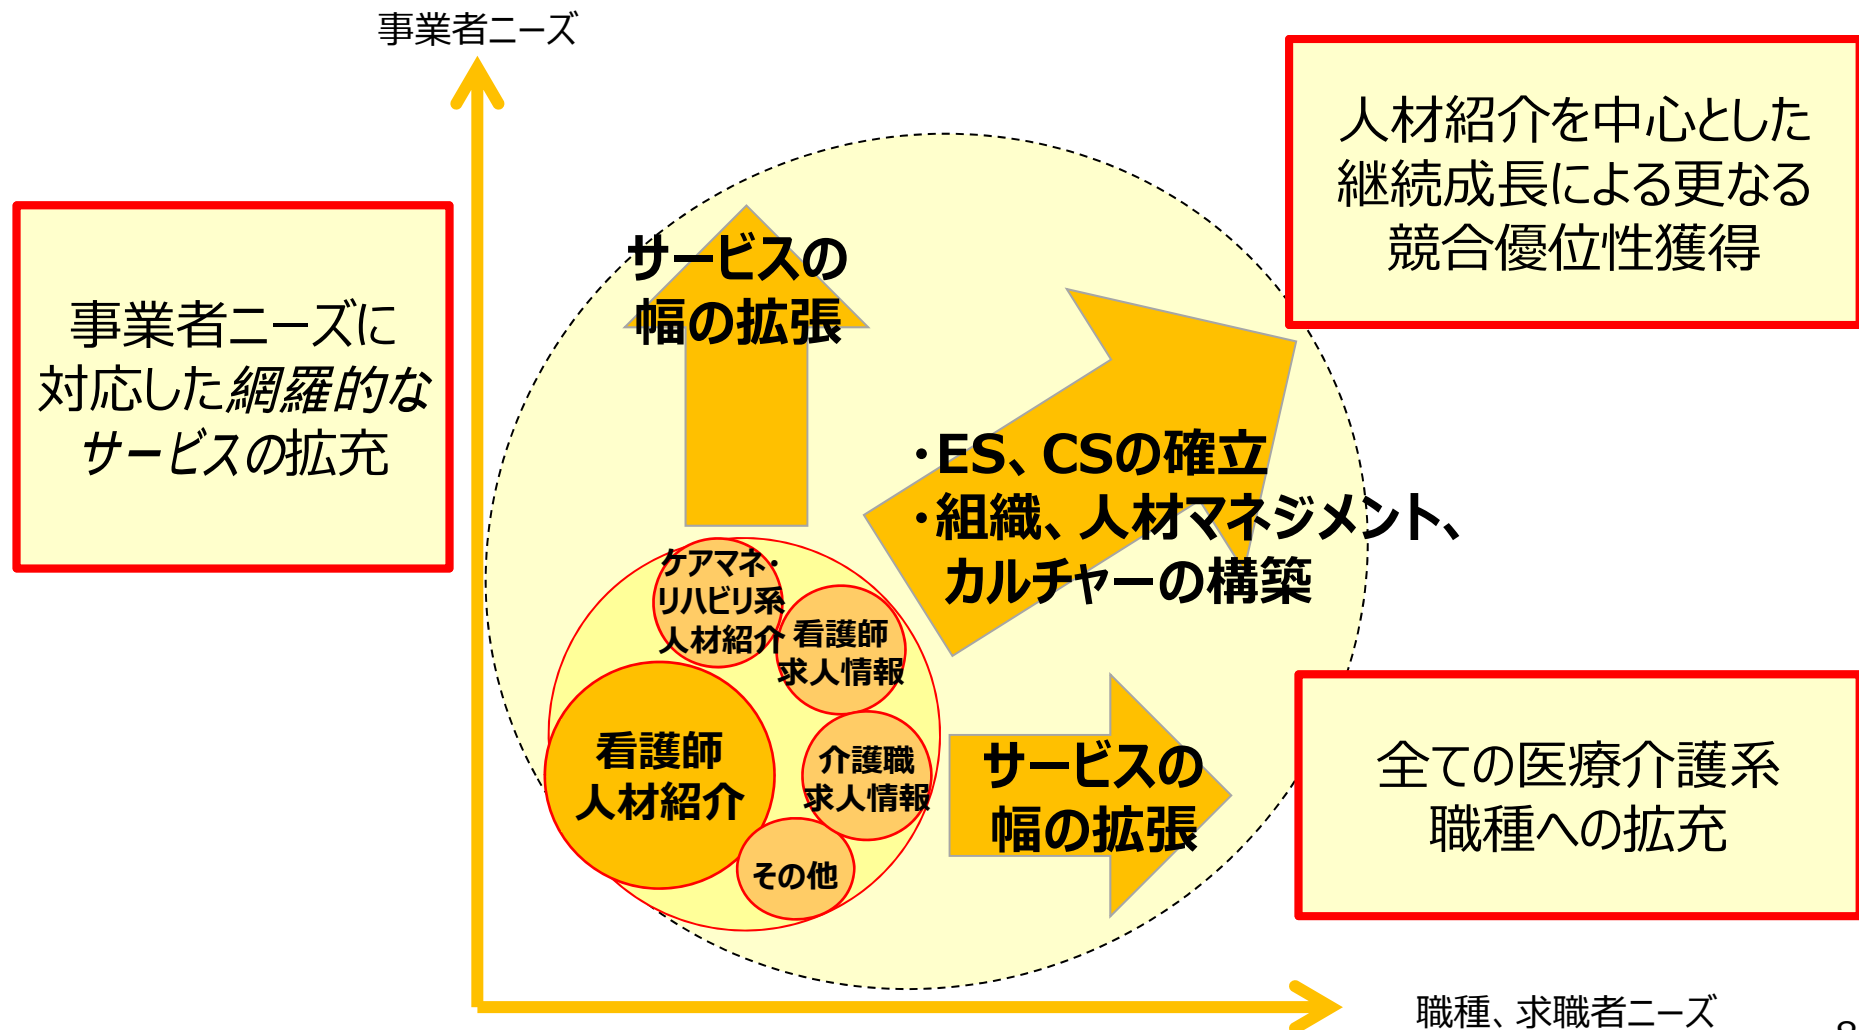 事業者ニーズ
人材紹介を中心とした
継続成長による更なる
競合優位性獲得
事業者ニーズに
対応した網羅的な
サービスの拡充
サービスの
幅の拡張
・ES、CSの確立
・組織、人材マネジメント、
カルチャーの構築
ケアマネ・
リハビリ系
人材紹介
看護師
求人情報
看護師
人材紹介
介護職
求人情報
その他
サービスの
幅の拡張
全ての医療介護系
職種への拡充
職種、求職者ニーズ